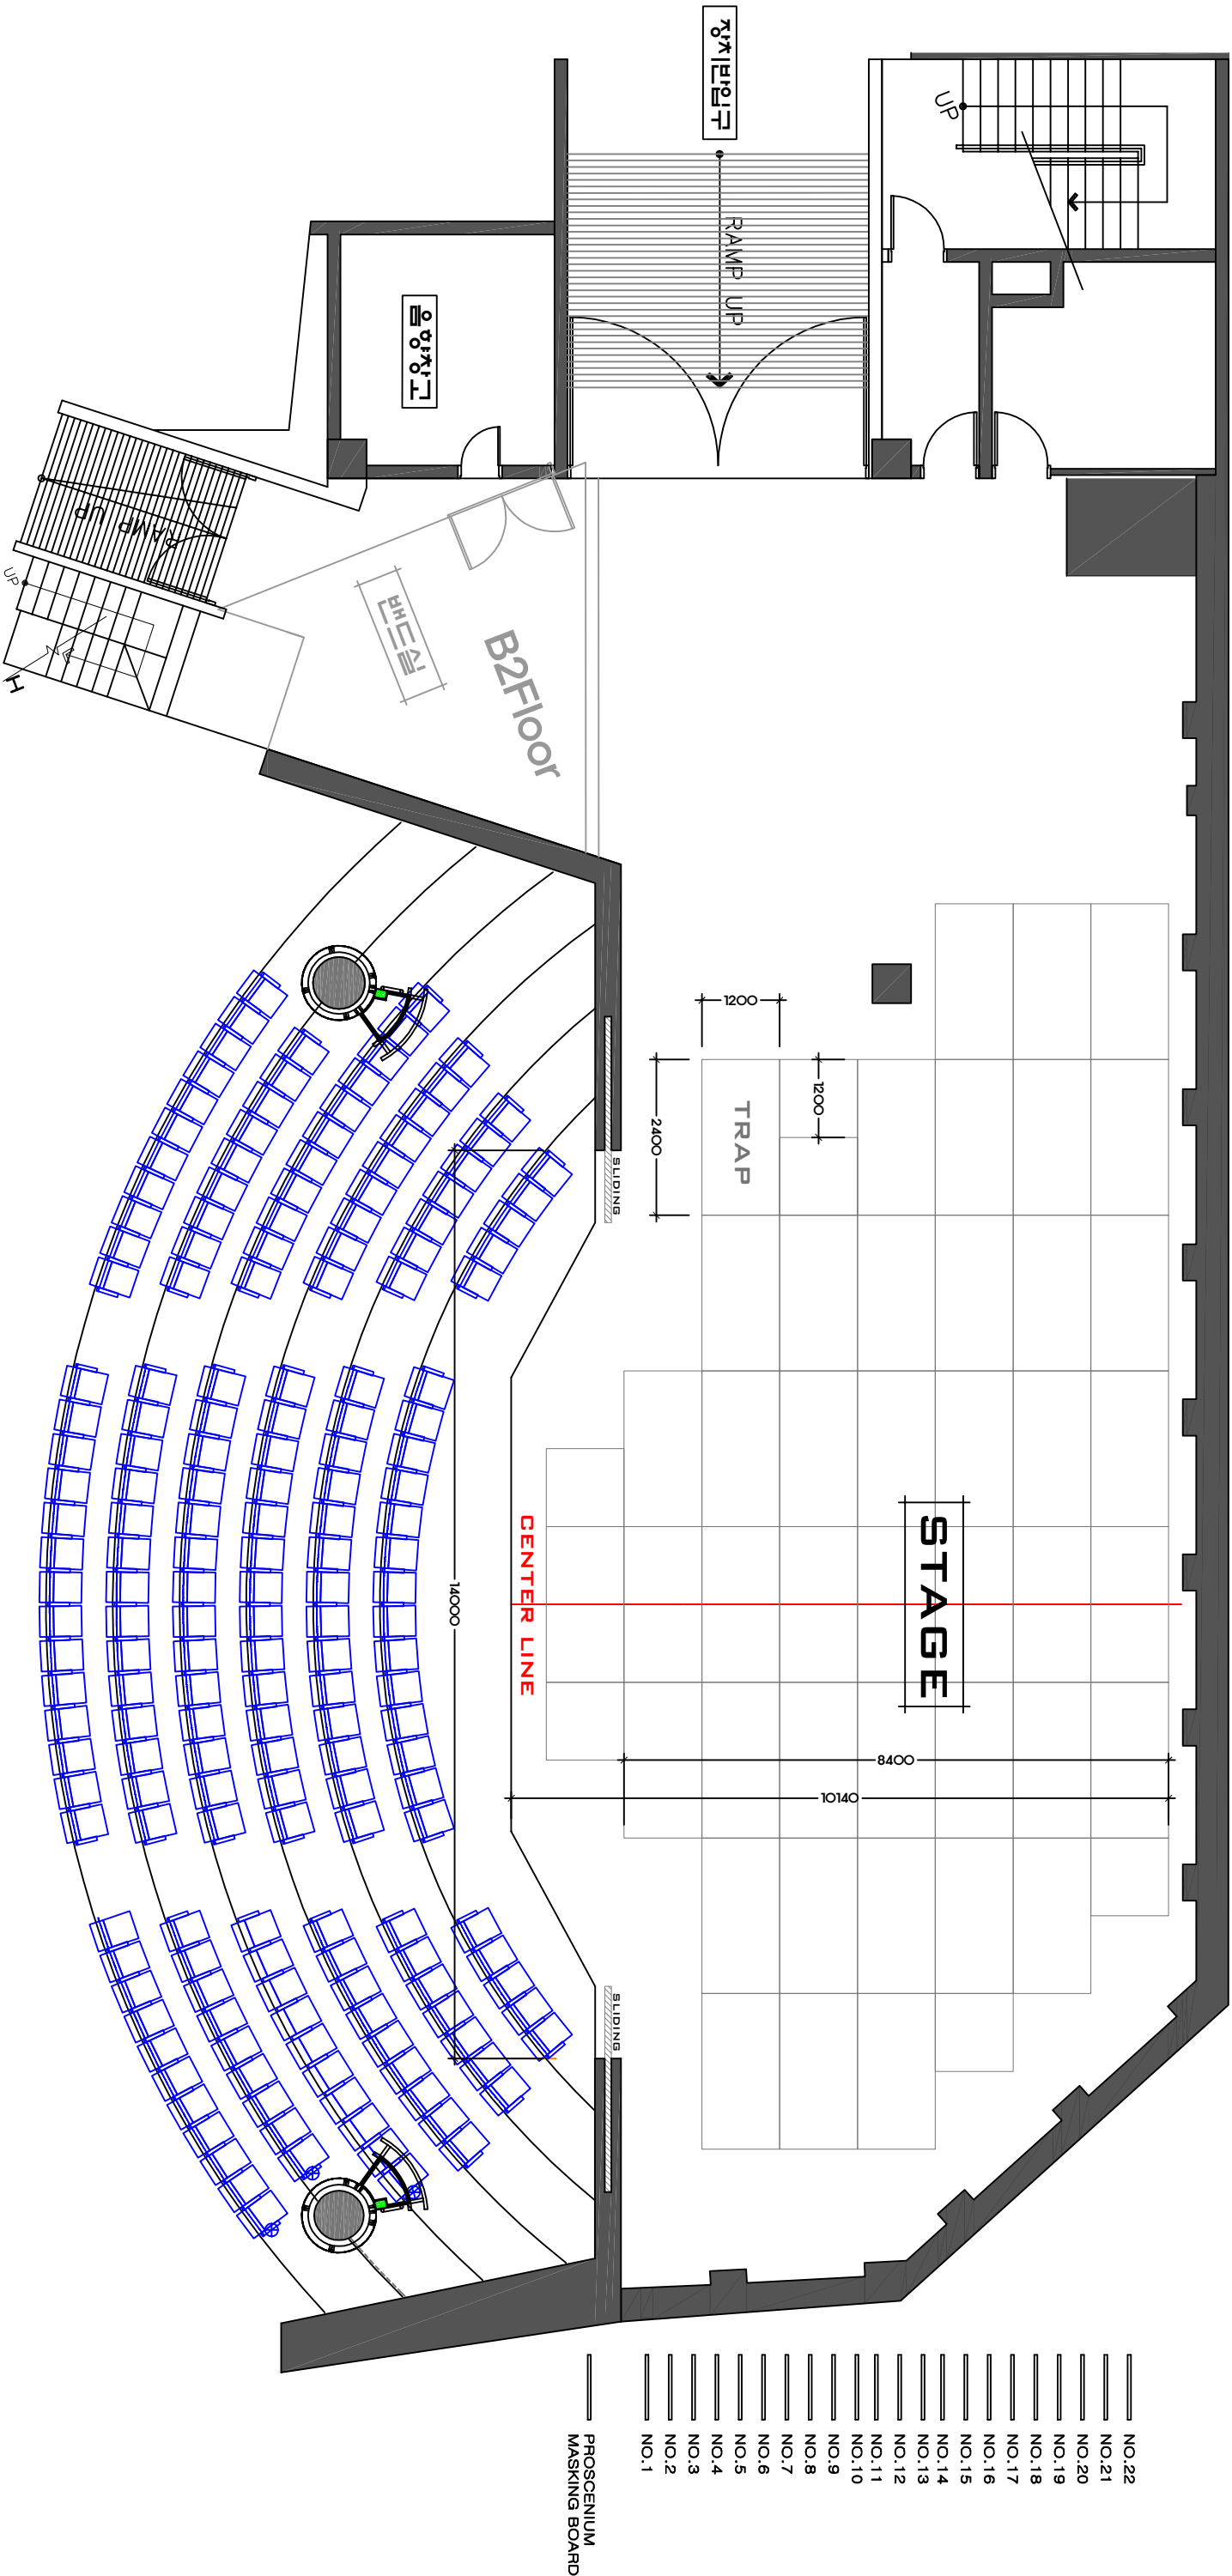 장치반입구
UP
RAMP UP
음향창고
RAMP UP
UP
H
밴드실
B2Floor
1200
1200
2400
TRAP
SLIDING
STAGE
CENTER LINE
14000
8400
10140
SLIDING
NO.22
NO.21
NO.20
NO.19
NO.18
NO.17
NO.16
NO.15
NO.14
NO.13
NO.12
NO.11
NO.10
NO.9
NO.8
NO.7
NO.6
NO.5
NO.4
NO.3
NO.2
NO.1
PROSCENIUM
MASKING BOARD